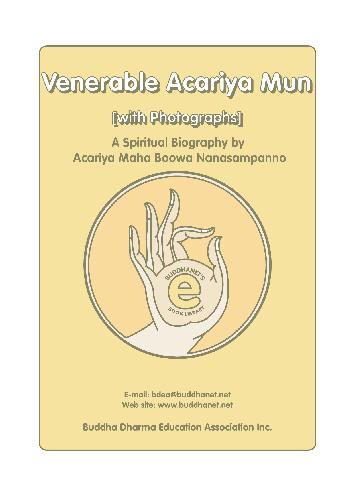 Venerable Acariya Mun
[with Photographs]
A Spiritual Biography by
Acariya Maha Boowa Nanasampanno
BUDDHANET'S
e
BOOK LIBRARY
E-mail: bdea@buddhanet.net
Web site: www.buddhanet.net
Buddha Dharma Education Association Inc.